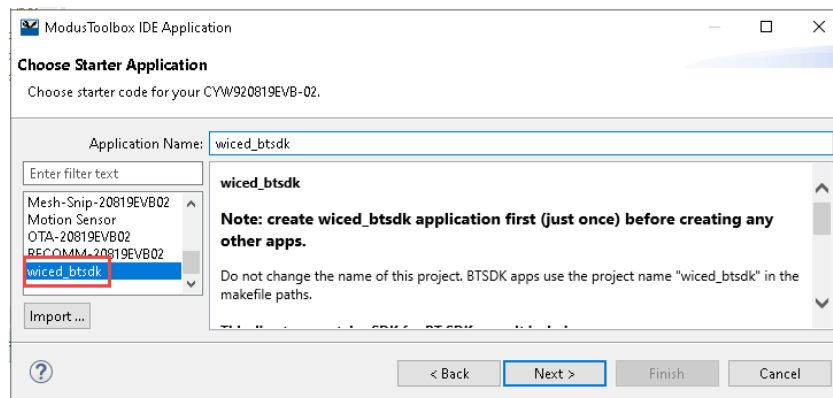 ModusToolbox IDE Application
Choose Starter Application
Choose starter code for your CYW920819EVB-02.
Application Name: wiced_btsdk
Enter filter text
Mesh-Snip-20819EVB02
Motion Sensor
OTA-20819EVB02
RECOMM-20819EVB02
wiced_btsdk
Import ...
wiced_btsdk
Note: create wiced_btsdk application first (just once) before creating any
other apps.
Do not change the name of this project. BTSDK apps use the project name "wiced_btsdk" in the
makefile paths.
< Back
Next >
Finish
Cancel